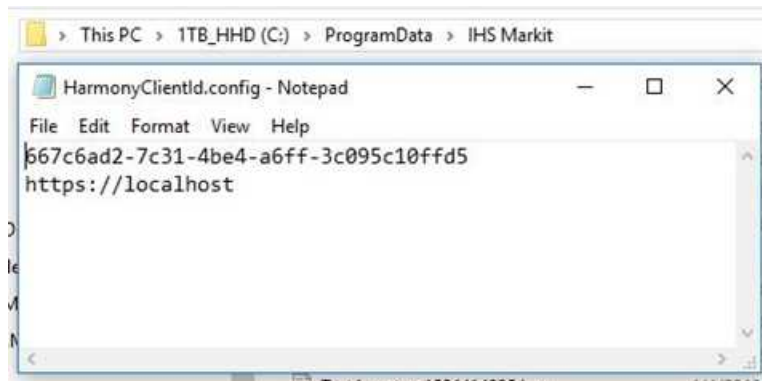 This PC > 1TB_HHD (C:) > ProgramData > IHS Markit
HarmonyClientId.config - Notepad
File Edit Format View Help
667c6ad2-7c31-4be4-a6ff-3c095c10ffd5
https://localhost